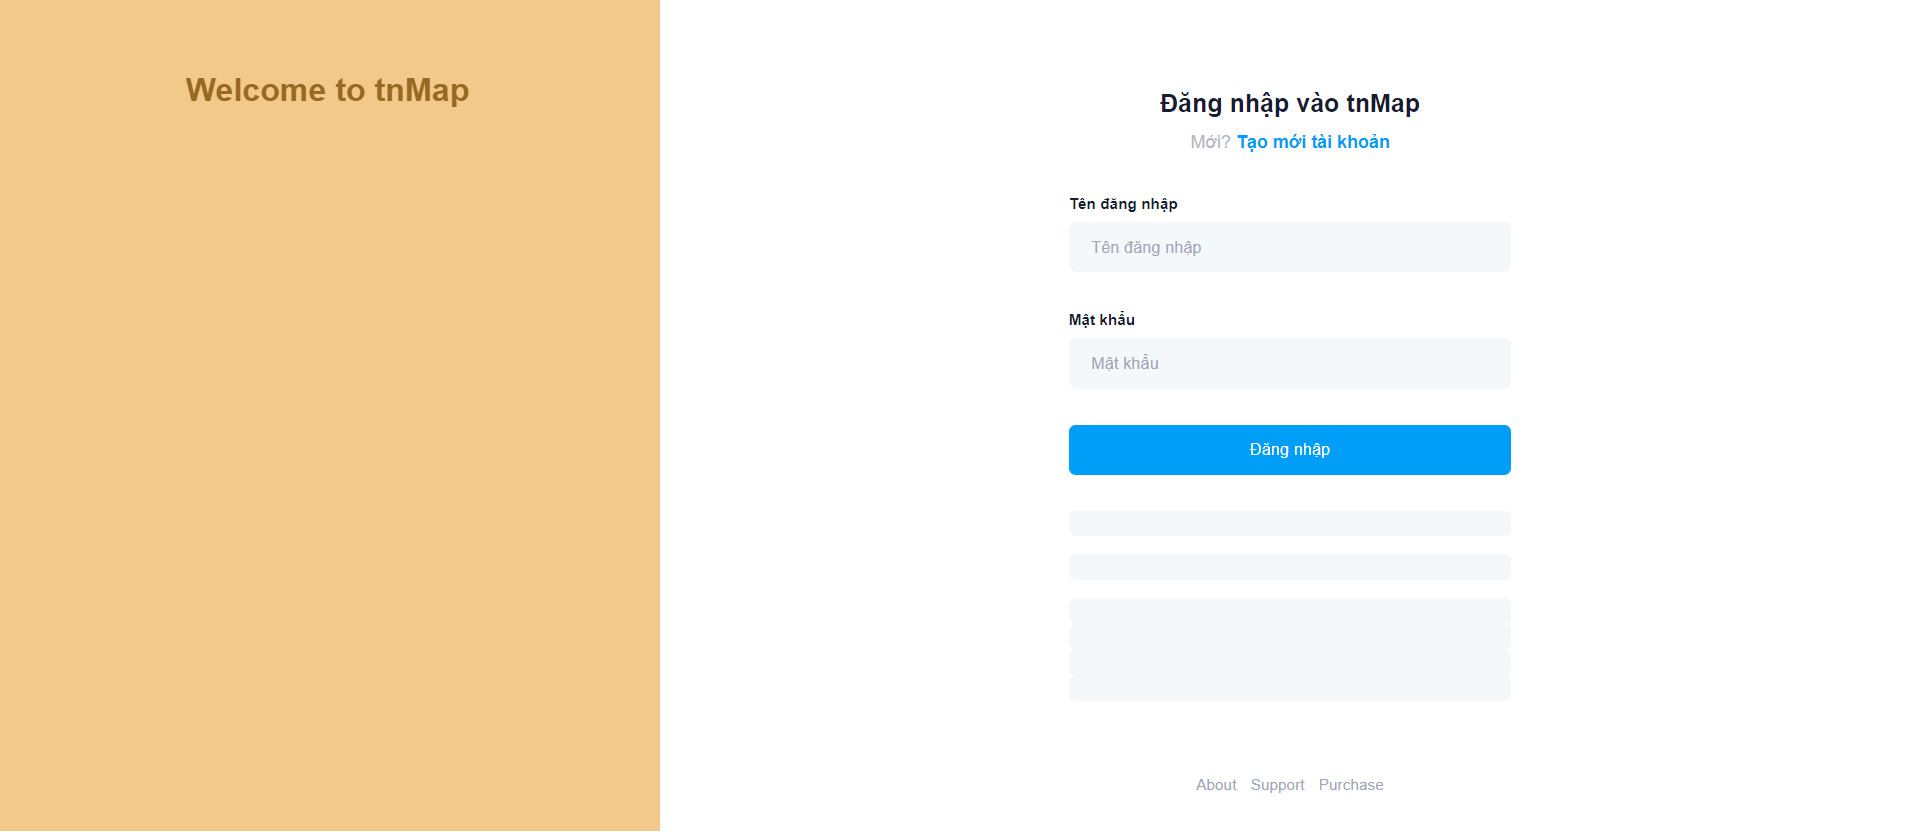 Welcome to tnMap
Đăng nhập vào tnMap
Mới? Tạo mới tài khoản
Tên đăng nhập
Tên đăng nhập
Mật khẩu
Mật khẩu
Đăng nhập
About Support Purchase